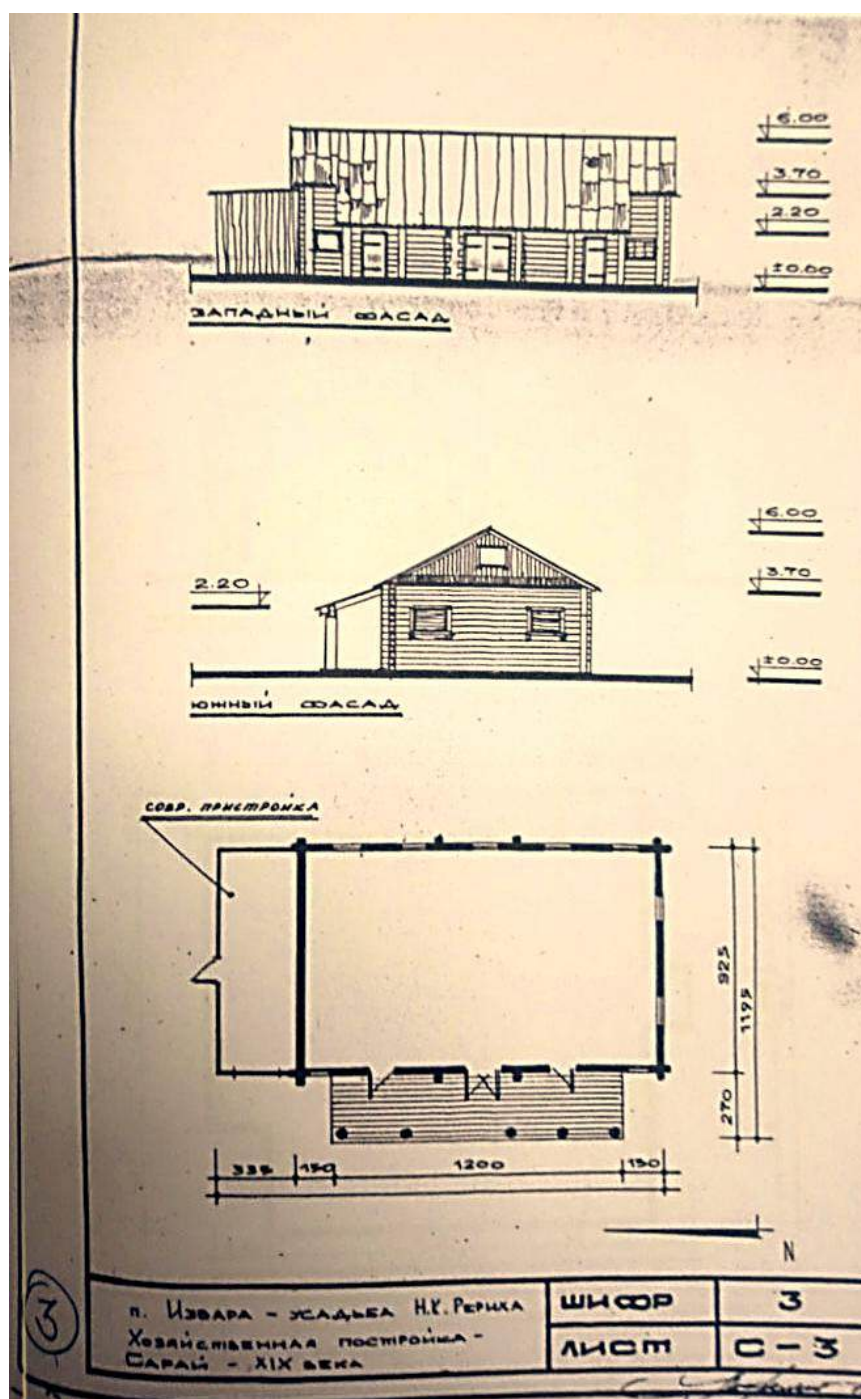 6.00
3.70
2.20
±0.00
ЗАПАДНЫЙ ФАСАД
6.00
2.20
3.70
±0.00
ЮЖНЫЙ ФАСАД
СОВР. ПРИСТРОЙКА
925
1195
270
335 150 1200 150
N
3
п. ИЗВАРА – УСАДЬБА Н.К. РЕРИХА
ХОЗЯЙСТВЕННАЯ ПОСТРОЙКА –
САРАЙ – XIX ВЕКА
ШИФР 3
ЛИСТ С – 3